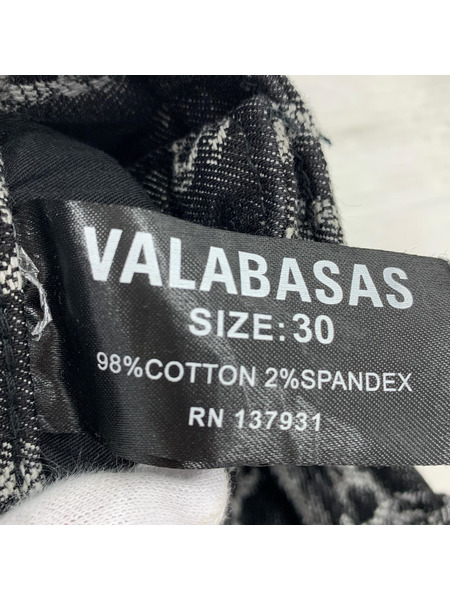 VALABASAS
SIZE:30
98%COTTON 2%SPANDEX
RN 137931